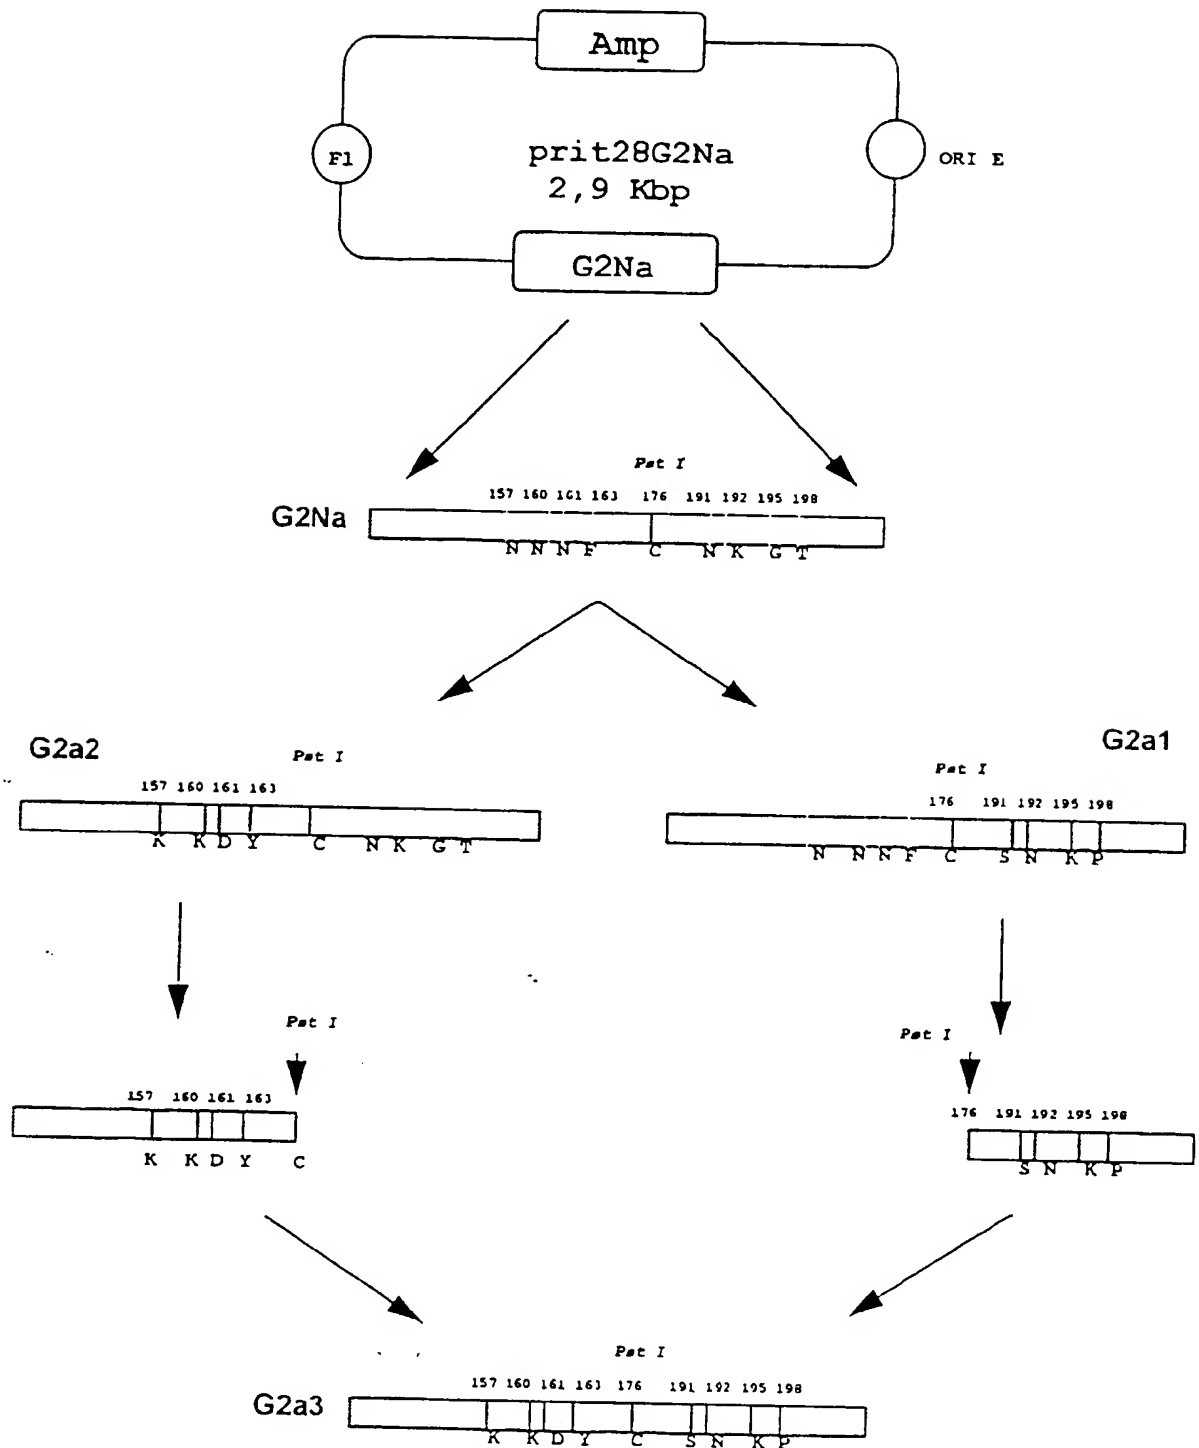 Amp
F1
prit28G2Na
2,9 Kbp
ORI E
G2Na
Pst I
157 160 161 163 176 191 192 195 198
G2Na
N N N F C N K G T
G2a2
Pst I
157 160 161 163
K K D Y C N K G T
G2a1
Pst I
176 191 192 195 198
N N N F C S N K P
Pst I
157 160 161 163
K K D Y C
Pst I
176 191 192 195 198
S N K P
Pst I
157 160 161 163 176 191 192 195 198
G2a3
K K D Y C S N K P